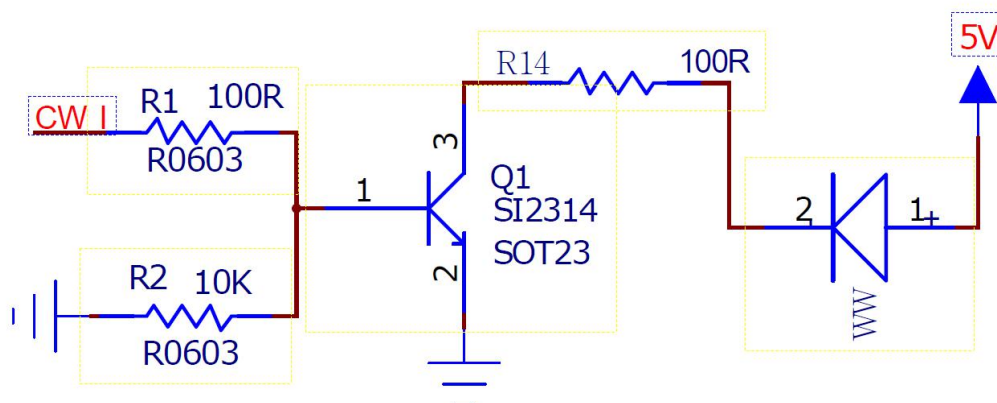 5V
R14 100R
CW I R1 100R
R0603
3
1
Q1
SI2314
SOT23
2
2 1 +
R2 10K
R0603
WW